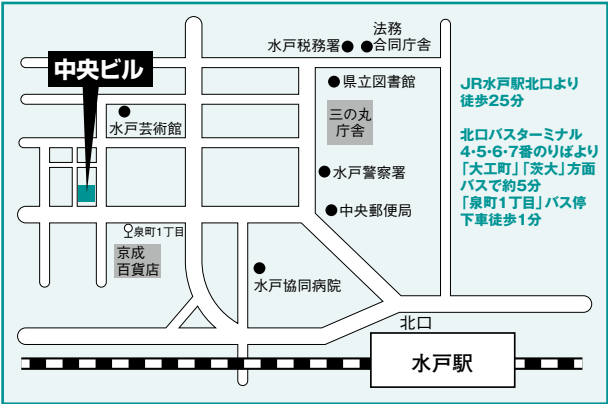 法務
合同庁舎
水戸税務署
中央ビル
県立図書館
水戸芸術館
三の丸
庁舎
水戸警察署
中央郵便局
泉町1丁目
京成
百貨店
水戸協同病院
北口
水戸駅
JR水戸駅北口より
徒歩25分
北口バスターミナル
4・5・6・7番のりばより
「大工町」「茨大」方面
バスで約5分
「泉町1丁目」バス停
下車徒歩1分